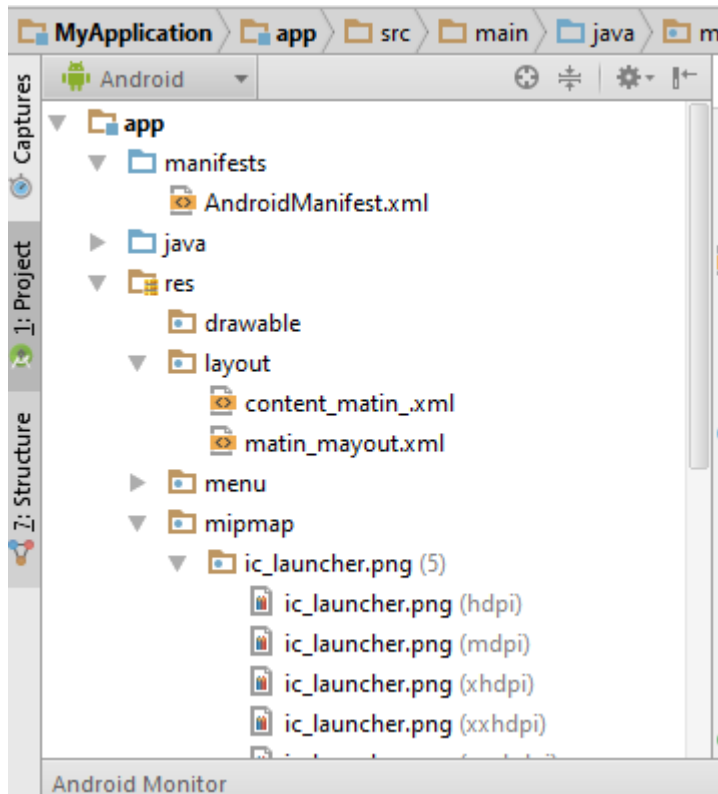 MyApplication app src main java m
Captures
1: Project
7: Structure
Android
app
manifests
AndroidManifest.xml
java
res
drawable
layout
content_matin_.xml
matin_mayout.xml
menu
mipmap
ic_launcher.png (5)
ic_launcher.png (hdpi)
ic_launcher.png (mdpi)
ic_launcher.png (xhdpi)
ic_launcher.png (xxhdpi)
Android Monitor